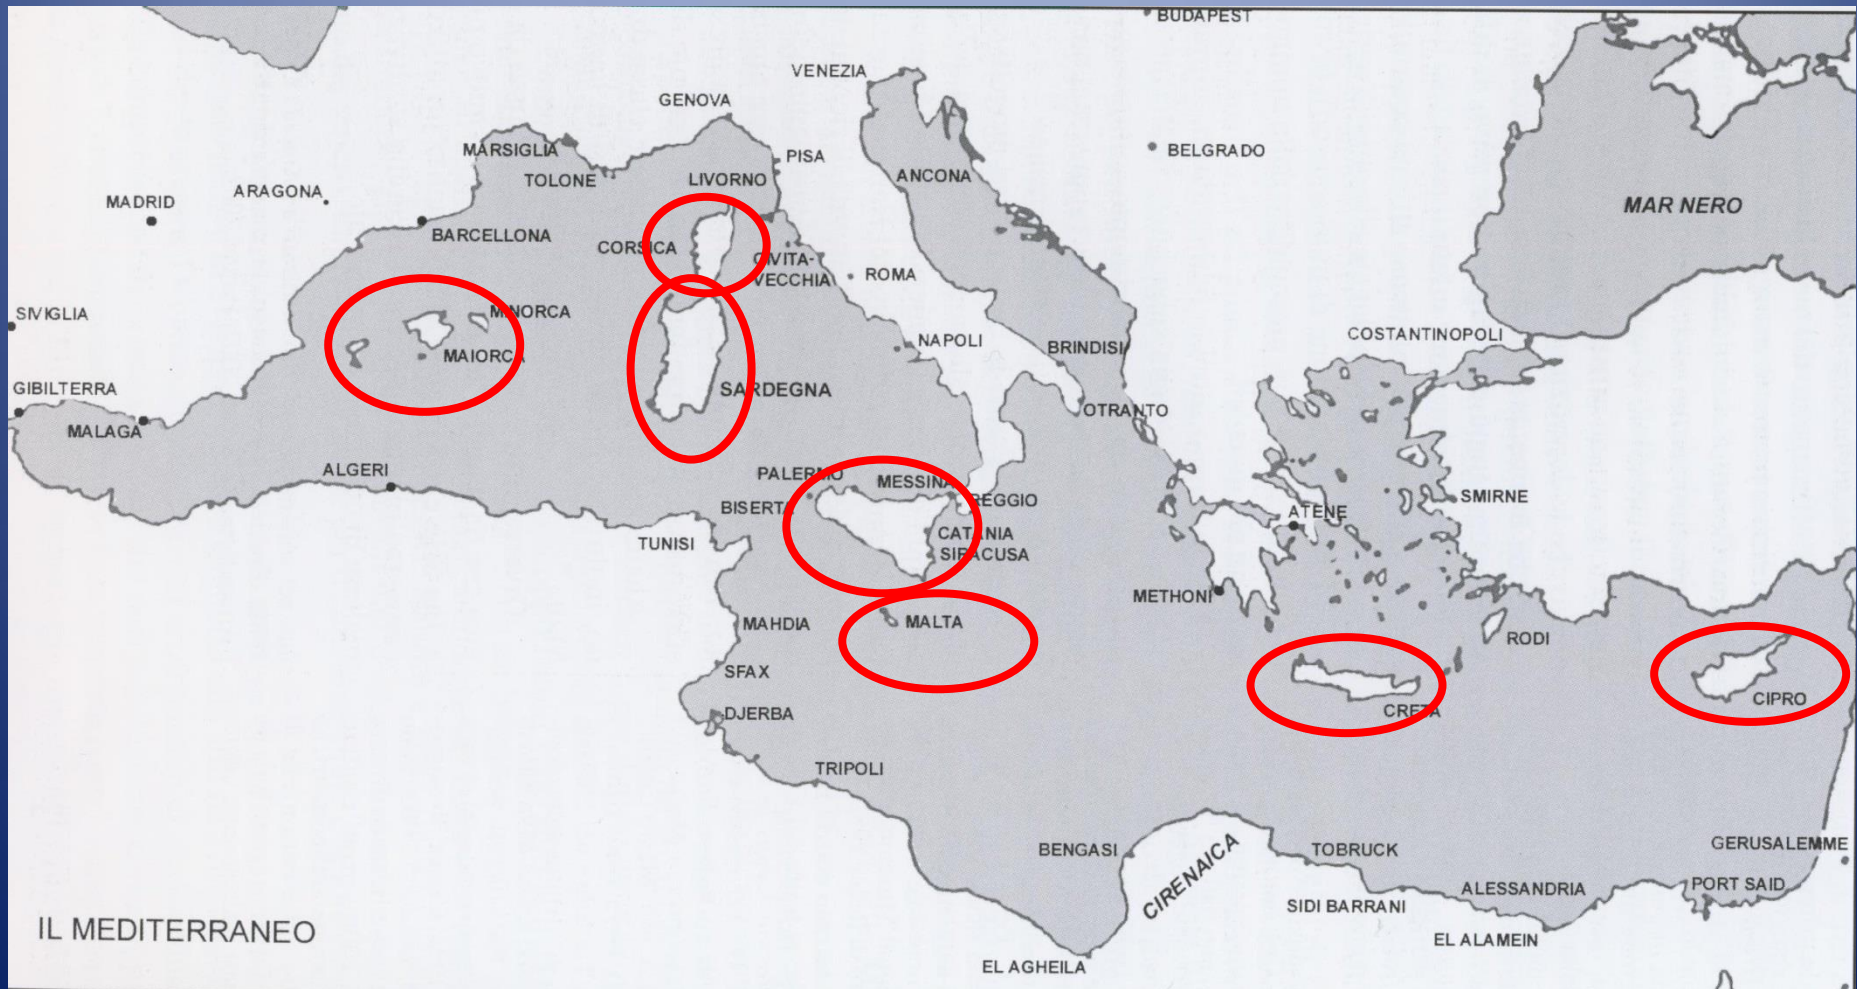 BUDAPEST
VENEZIA
GENOVA
MARSIGLIA
PISA
BELGRADO
TOLONE
LIVORNO
ANCONA
ARAGONA
MADRID
MAR NERO
BARCELLONA
CORSICA
CIVITA-
VECCHIA
ROMA
SIVIGLIA
MINORCA
COSTANTINOPOLI
NAPOLI
BRINDISI
MAIORCA
GIBILTERRA
SARDEGNA
OTRANTO
MALAGA
ALGERI
PALERMO
MESSINA
REGGIO
SMIRNE
BISERTA
ATENE
CATANIA
TUNISI
SIRACUSA
METHONI
MAHDIA
MALTA
RODI
SFAX
CIPRO
DJERBA
CRETA
TRIPOLI
GERUSALEMME
BENGASI
TOBRUCK
CIRENAICA
ALESSANDRIA
PORT SAID
SIDI BARRANI
IL MEDITERRANEO
EL ALAMEIN
EL AGHEILA